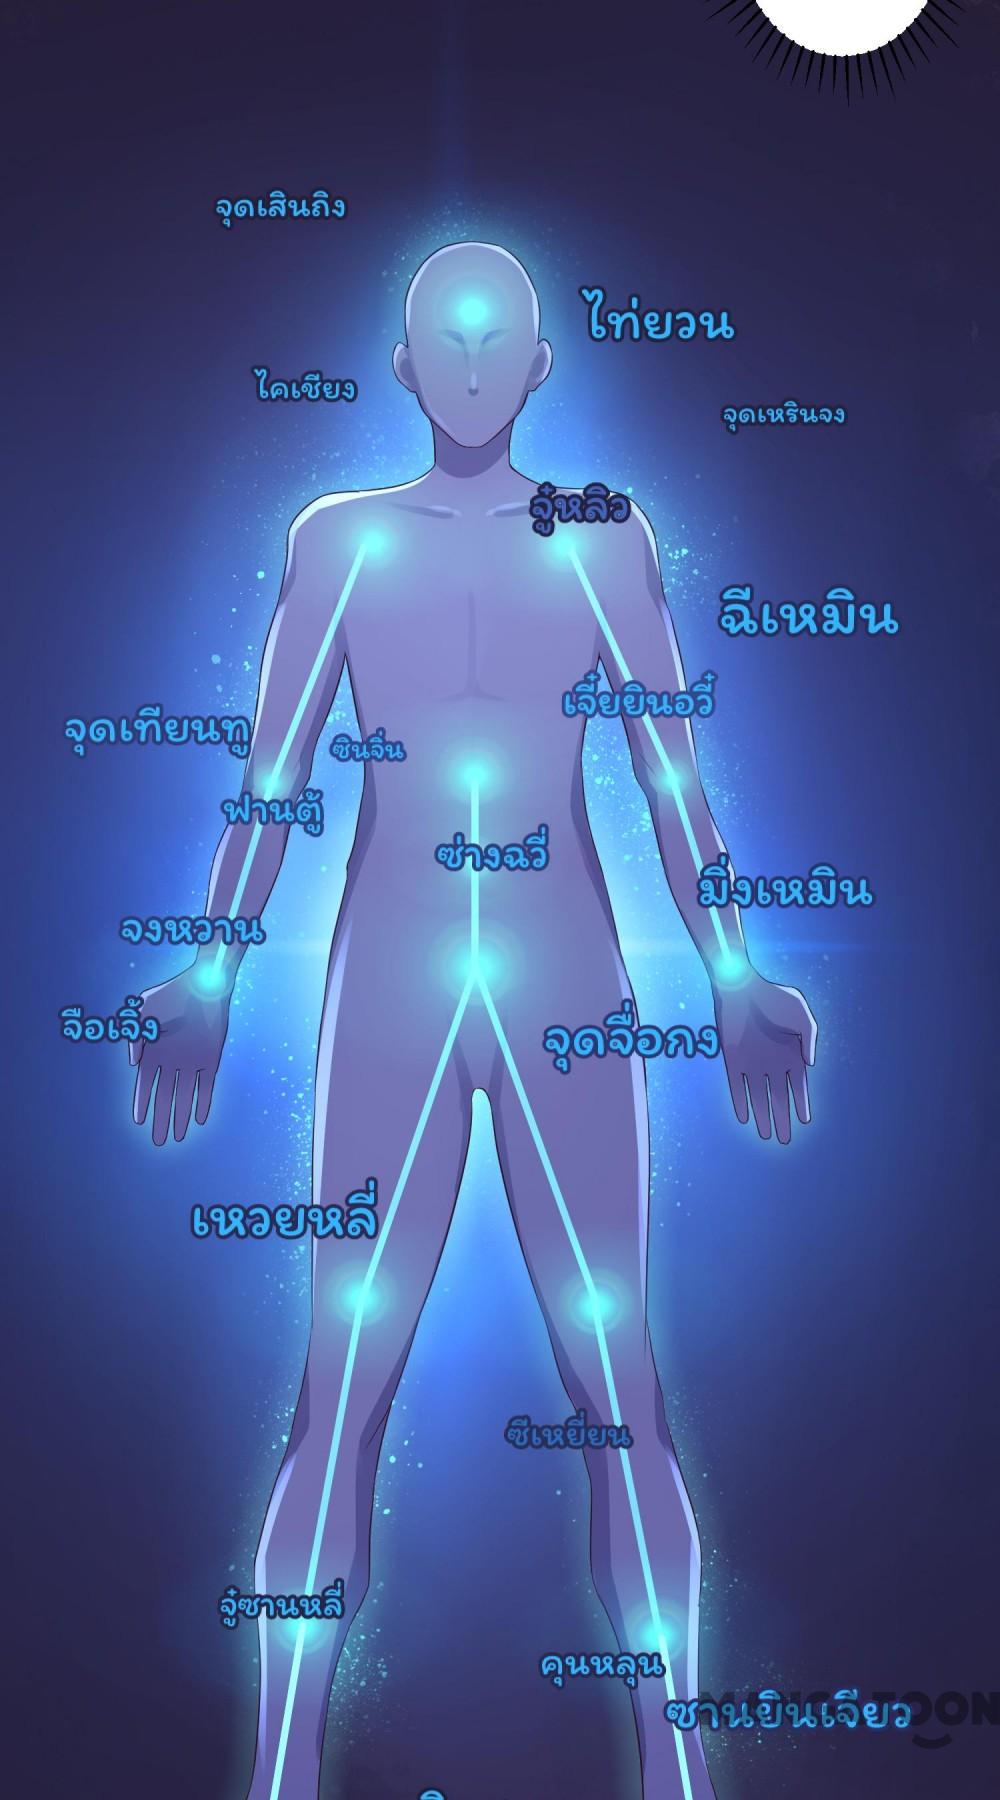 จุดเสินถิง
ไท่ยวน
ไคเชียง
จุดเหรินจง
จู๋หลิว
ฉีเหมิน
เจี๋ยยินอวี๋
จุดเทียนทู
ซินจิ่น
ฟานตู้
ซ่างฉวี่
มิ่งเหมิน
จงหวาน
จือเจิ้ง
จุดจื่อกง
เหวยหลี่
ซีเหยี่ยน
จู๋ซานหลี่
คุนหลุน
ซานยินเจียว
MANGATOON